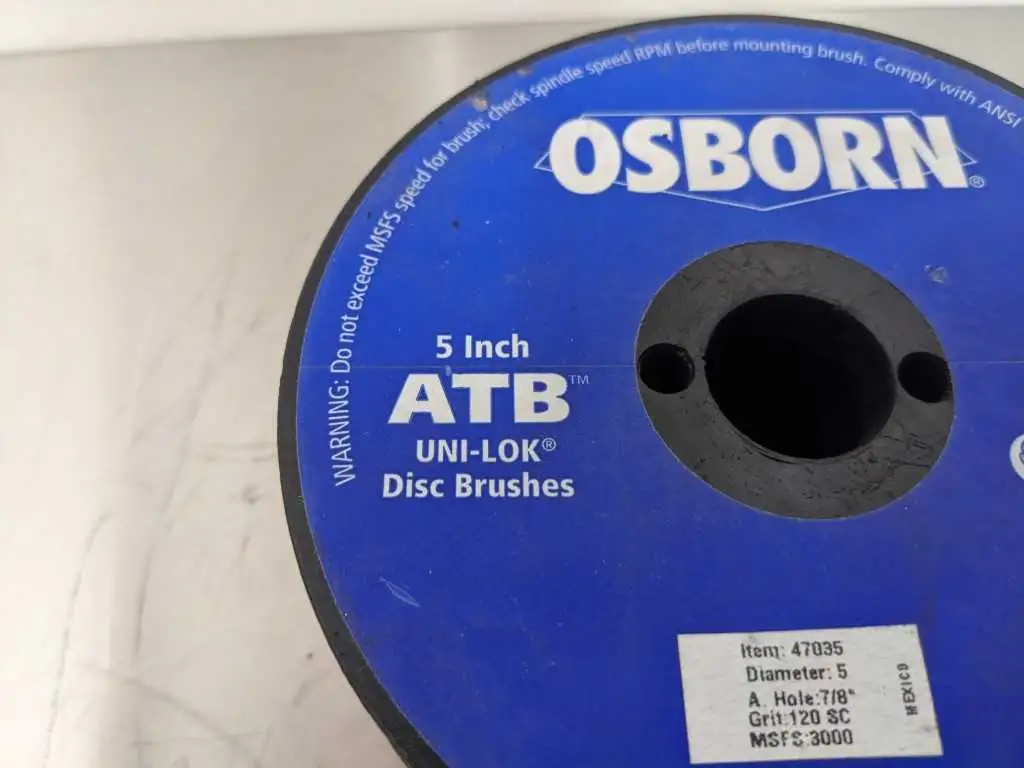 WARNING: Do not exceed MSFS speed for brush; check spindle speed RPM before mounting brush. Comply with ANSI
OSBORN®
5 Inch
ATB™
UNI-LOK®
Disc Brushes
Item: 47035
Diameter: 5
A. Hole:7/8"
Grit:120 SC
MSFS:3000
MEXICO